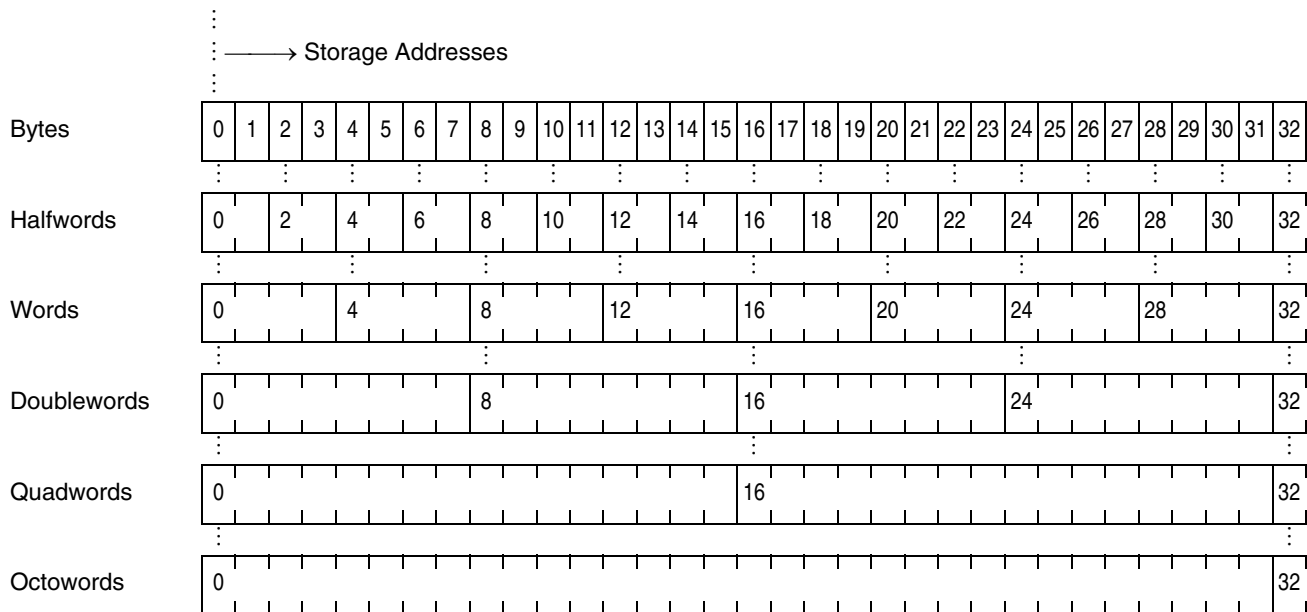 Storage Addresses
Bytes 0 1 2 3 4 5 6 7 8 9 10 11 12 13 14 15 16 17 18 19 20 21 22 23 24 25 26 27 28 29 30 31 32
Halfwords 0 2 4 6 8 10 12 14 16 18 20 22 24 26 28 30 32
Words 0 4 8 12 16 20 24 28 32
Doublewords 0 8 16 24 32
Quadwords 0 16 32
Octowords 0 32